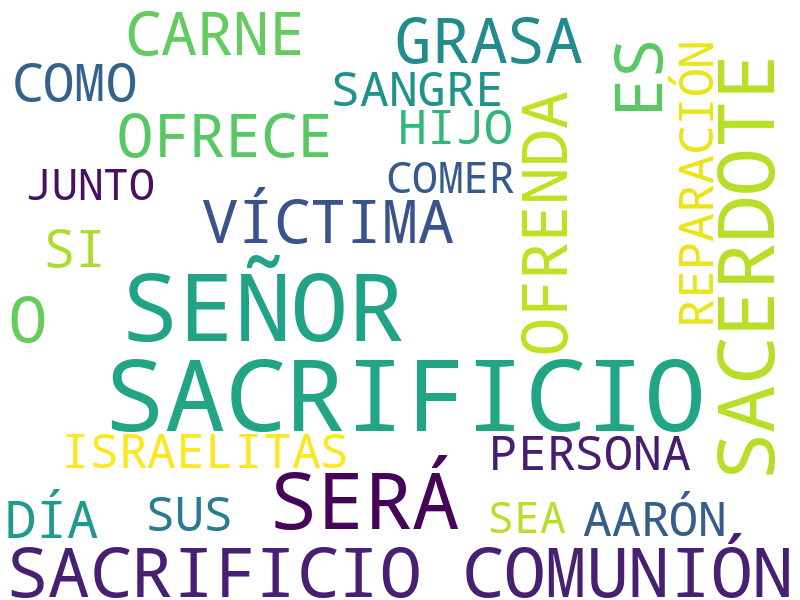 CARNE
GRASA
ES
COMO
SANGRE
OFRECE
HIJO
JUNTO
COMER
VÍCTIMA
SI
OFRENDA
REPARACIÓN
SACERDOTE
O
SEÑOR
SACRIFICIO
ISRAELITAS
PERSONA
DÍA
SUS
SERÁ
SEA
AARÓN
SACRIFICIO COMUNIÓN